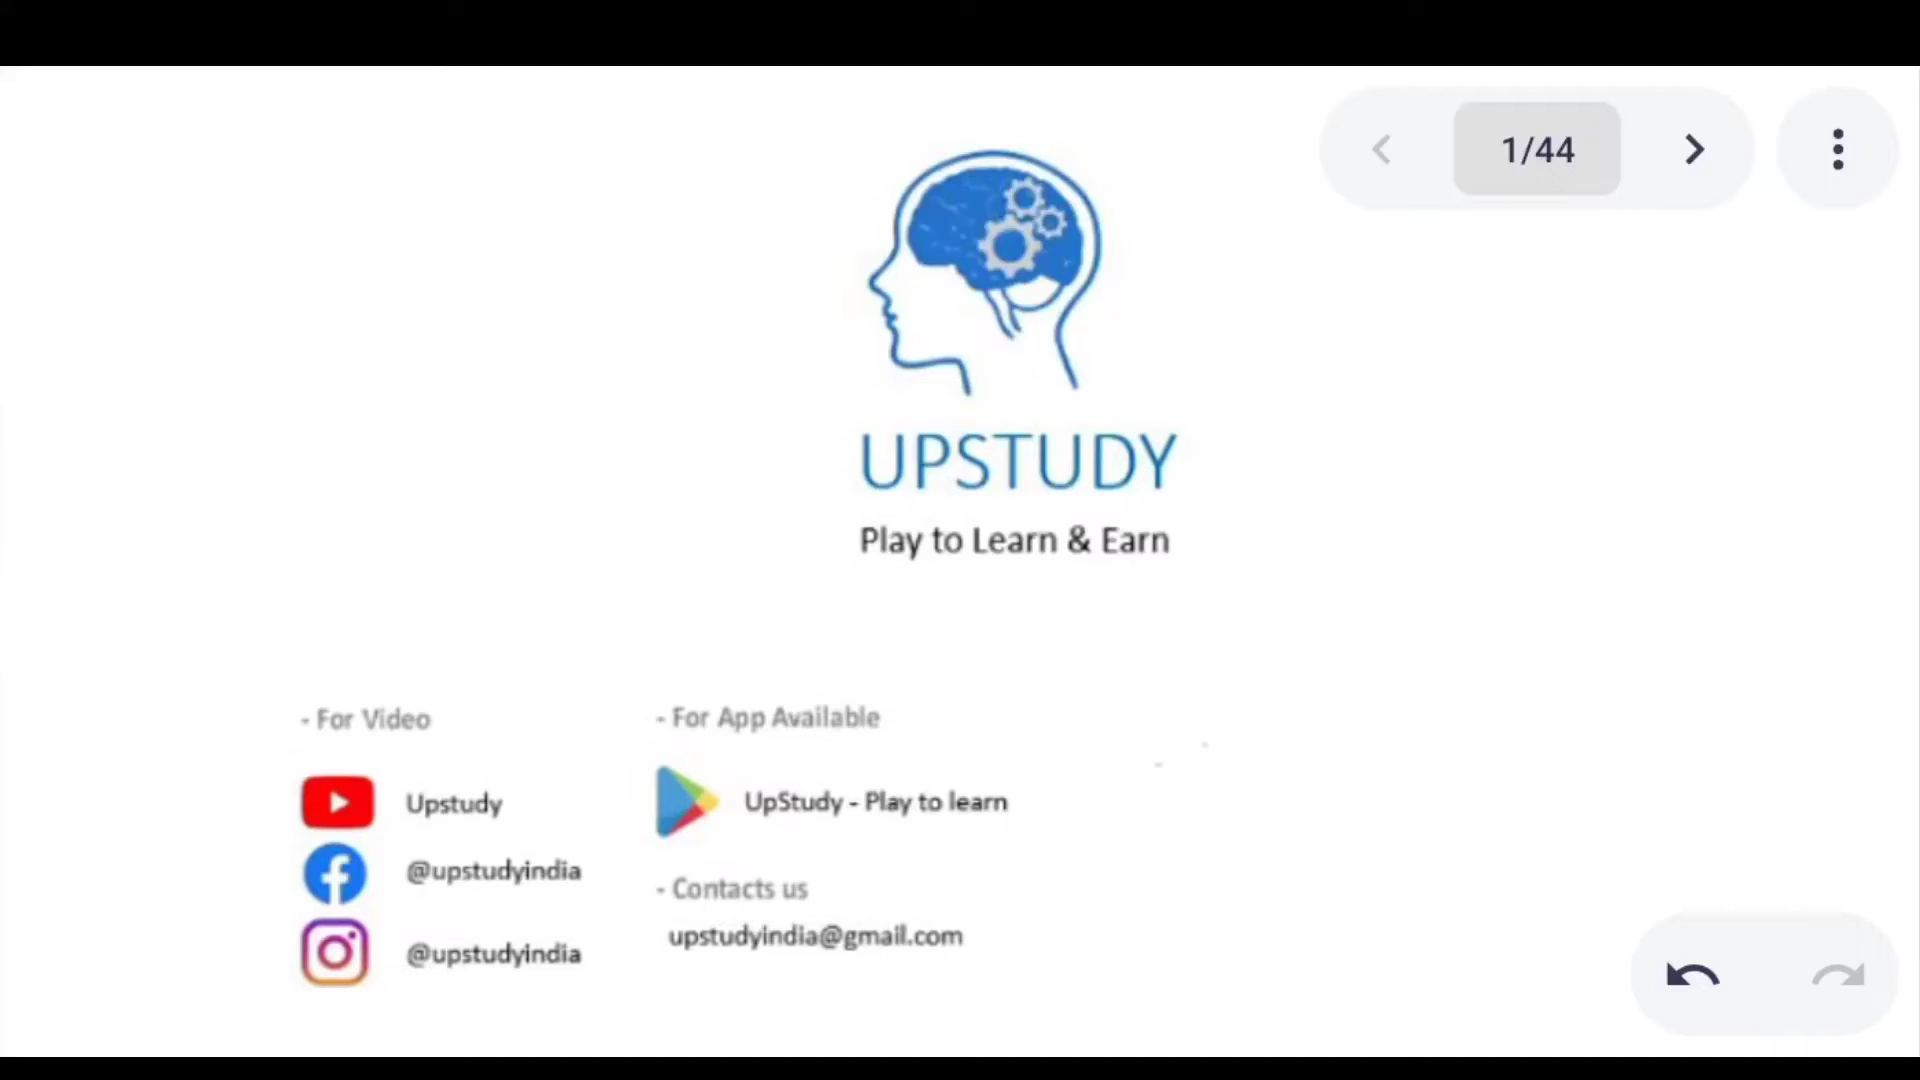 1/44
UPSTUDY
Play to Learn & Earn
- For Video
Upstudy
@upstudyindia
@upstudyindia
- For App Available
UpStudy - Play to learn
- Contacts us
upstudyindia@gmail.com